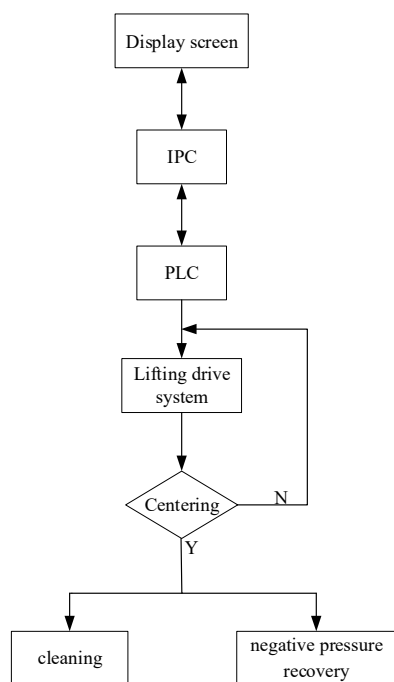 Display screen
IPC
PLC
Lifting drive
system
Centering
N
Y
cleaning
negative pressure
recovery